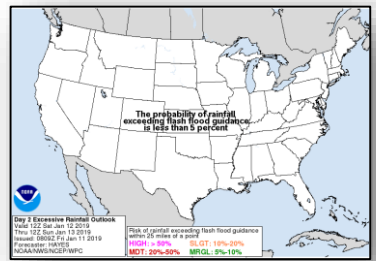 The probability of rainfall
exceeding flash flood guidance
is less than 5 percent
noaa
Day 2 Excessive Rainfall Outlook
Valid 12Z Sat Jan 12 2019
Thru 12Z Sun Jan 13 2019
Issued: 0809Z Fri Jan 11 2019
Forecaster: HAYES
NOAA/NWS/NCEP/WPC
Risk of rainfall exceeding flash flood guidance
within 25 miles of a point
HIGH: > 50% SLGT: 10%-20%
MDT: 20%-50% MRGL: 5%-10%